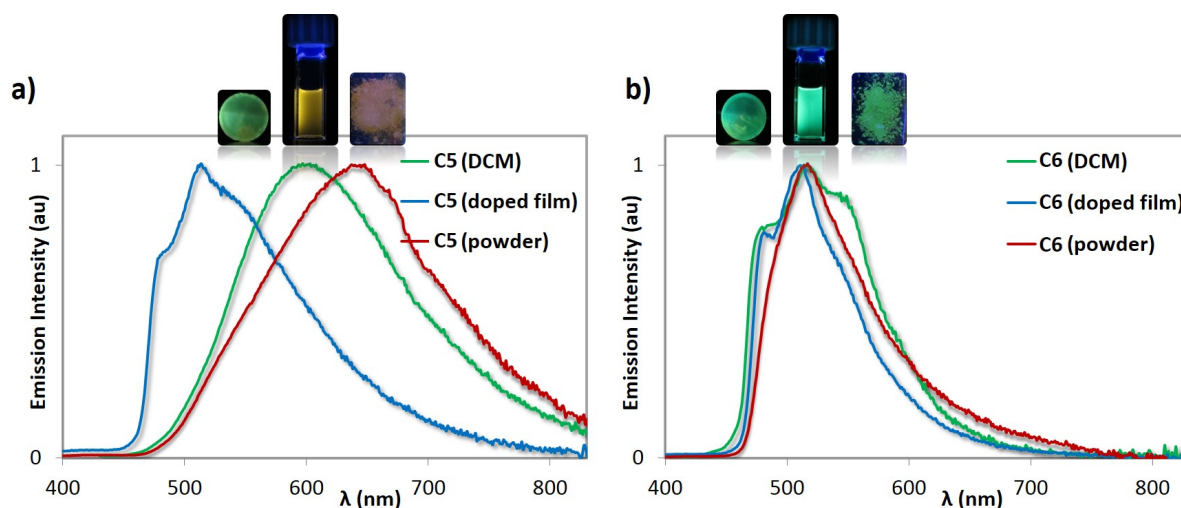 a)
C5 (DCM)
C5 (doped film)
C5 (powder)
Emission Intensity (au)
1
0
400
500
600
700
800
λ (nm)
b)
C6 (DCM)
C6 (doped film)
C6 (powder)
Emission Intensity (au)
1
0
400
500
600
700
800
λ (nm)